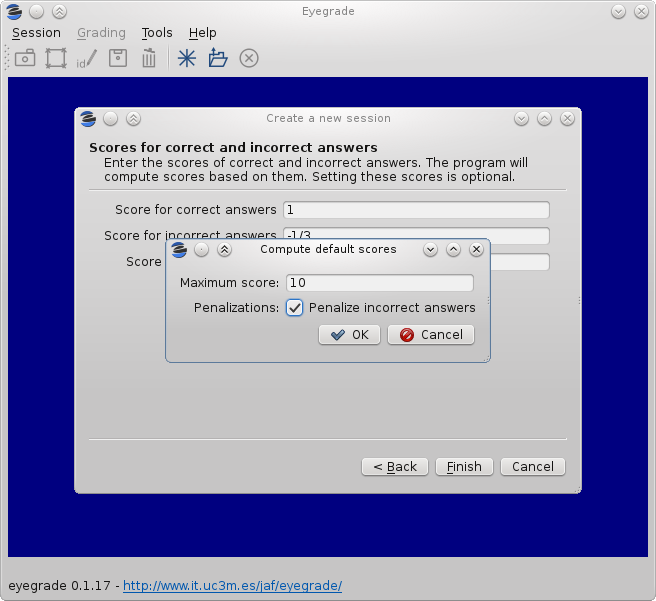 Eyegrade
Session Grading Tools Help
id
Create a new session
Scores for correct and incorrect answers
Enter the scores of correct and incorrect answers. The program will
compute scores based on them. Setting these scores is optional.
Score for correct answers 1
Score for incorrect answers -1/3
Score
Compute default scores
Maximum score: 10
Penalizations: Penalize incorrect answers
OK Cancel
< Back Finish Cancel
eyegrade 0.1.17 - http://www.it.uc3m.es/jaf/eyegrade/